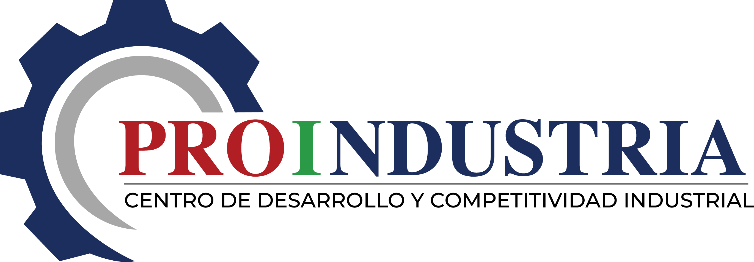 PROINDUSTRIA
CENTRO DE DESARROLLO Y COMPETITIVIDAD INDUSTRIAL